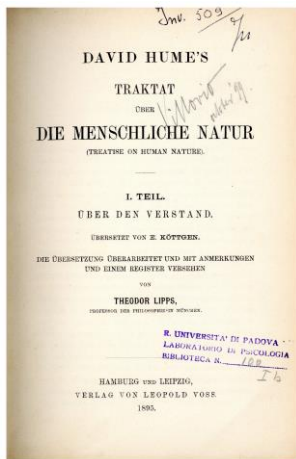 Inv. 509
DAVID HUME'S
TRAKTAT
ÜBER
DIE MENSCHLICHE NATUR
(TREATISE ON HUMAN NATURE).
I. TEIL.
ÜBER DEN VERSTAND.
ÜBERSETZT VON E. KÖTTGEN.
DIE ÜBERSETZUNG ÜBERARBEITET UND MIT ANMERKUNGEN
UND EINEM REGISTER VERSEHEN
VON
THEODOR LIPPS,
PROFESSOR DER PHILOSOPHIE IN MÜNCHEN.
R. UNIVERSITA' DI PADOVA
LABORATORIO DI PSICOLOGIA
BIBLIOTECA N. 100
I b
HAMBURG UND LEIPZIG,
VERLAG VON LEOPOLD VOSS
1895.